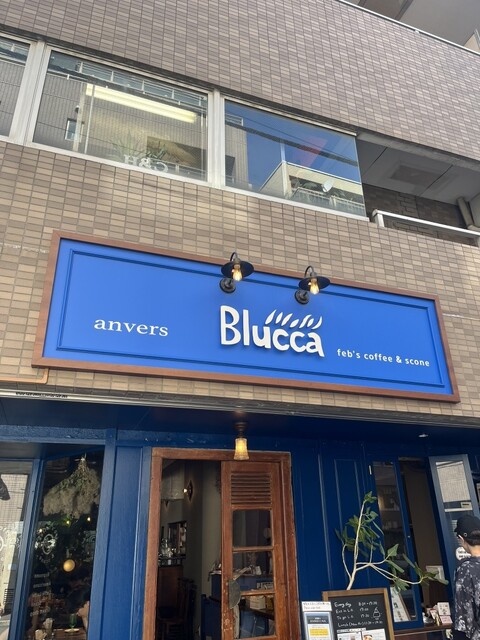 anvers
Blucca
feb's coffee & scone